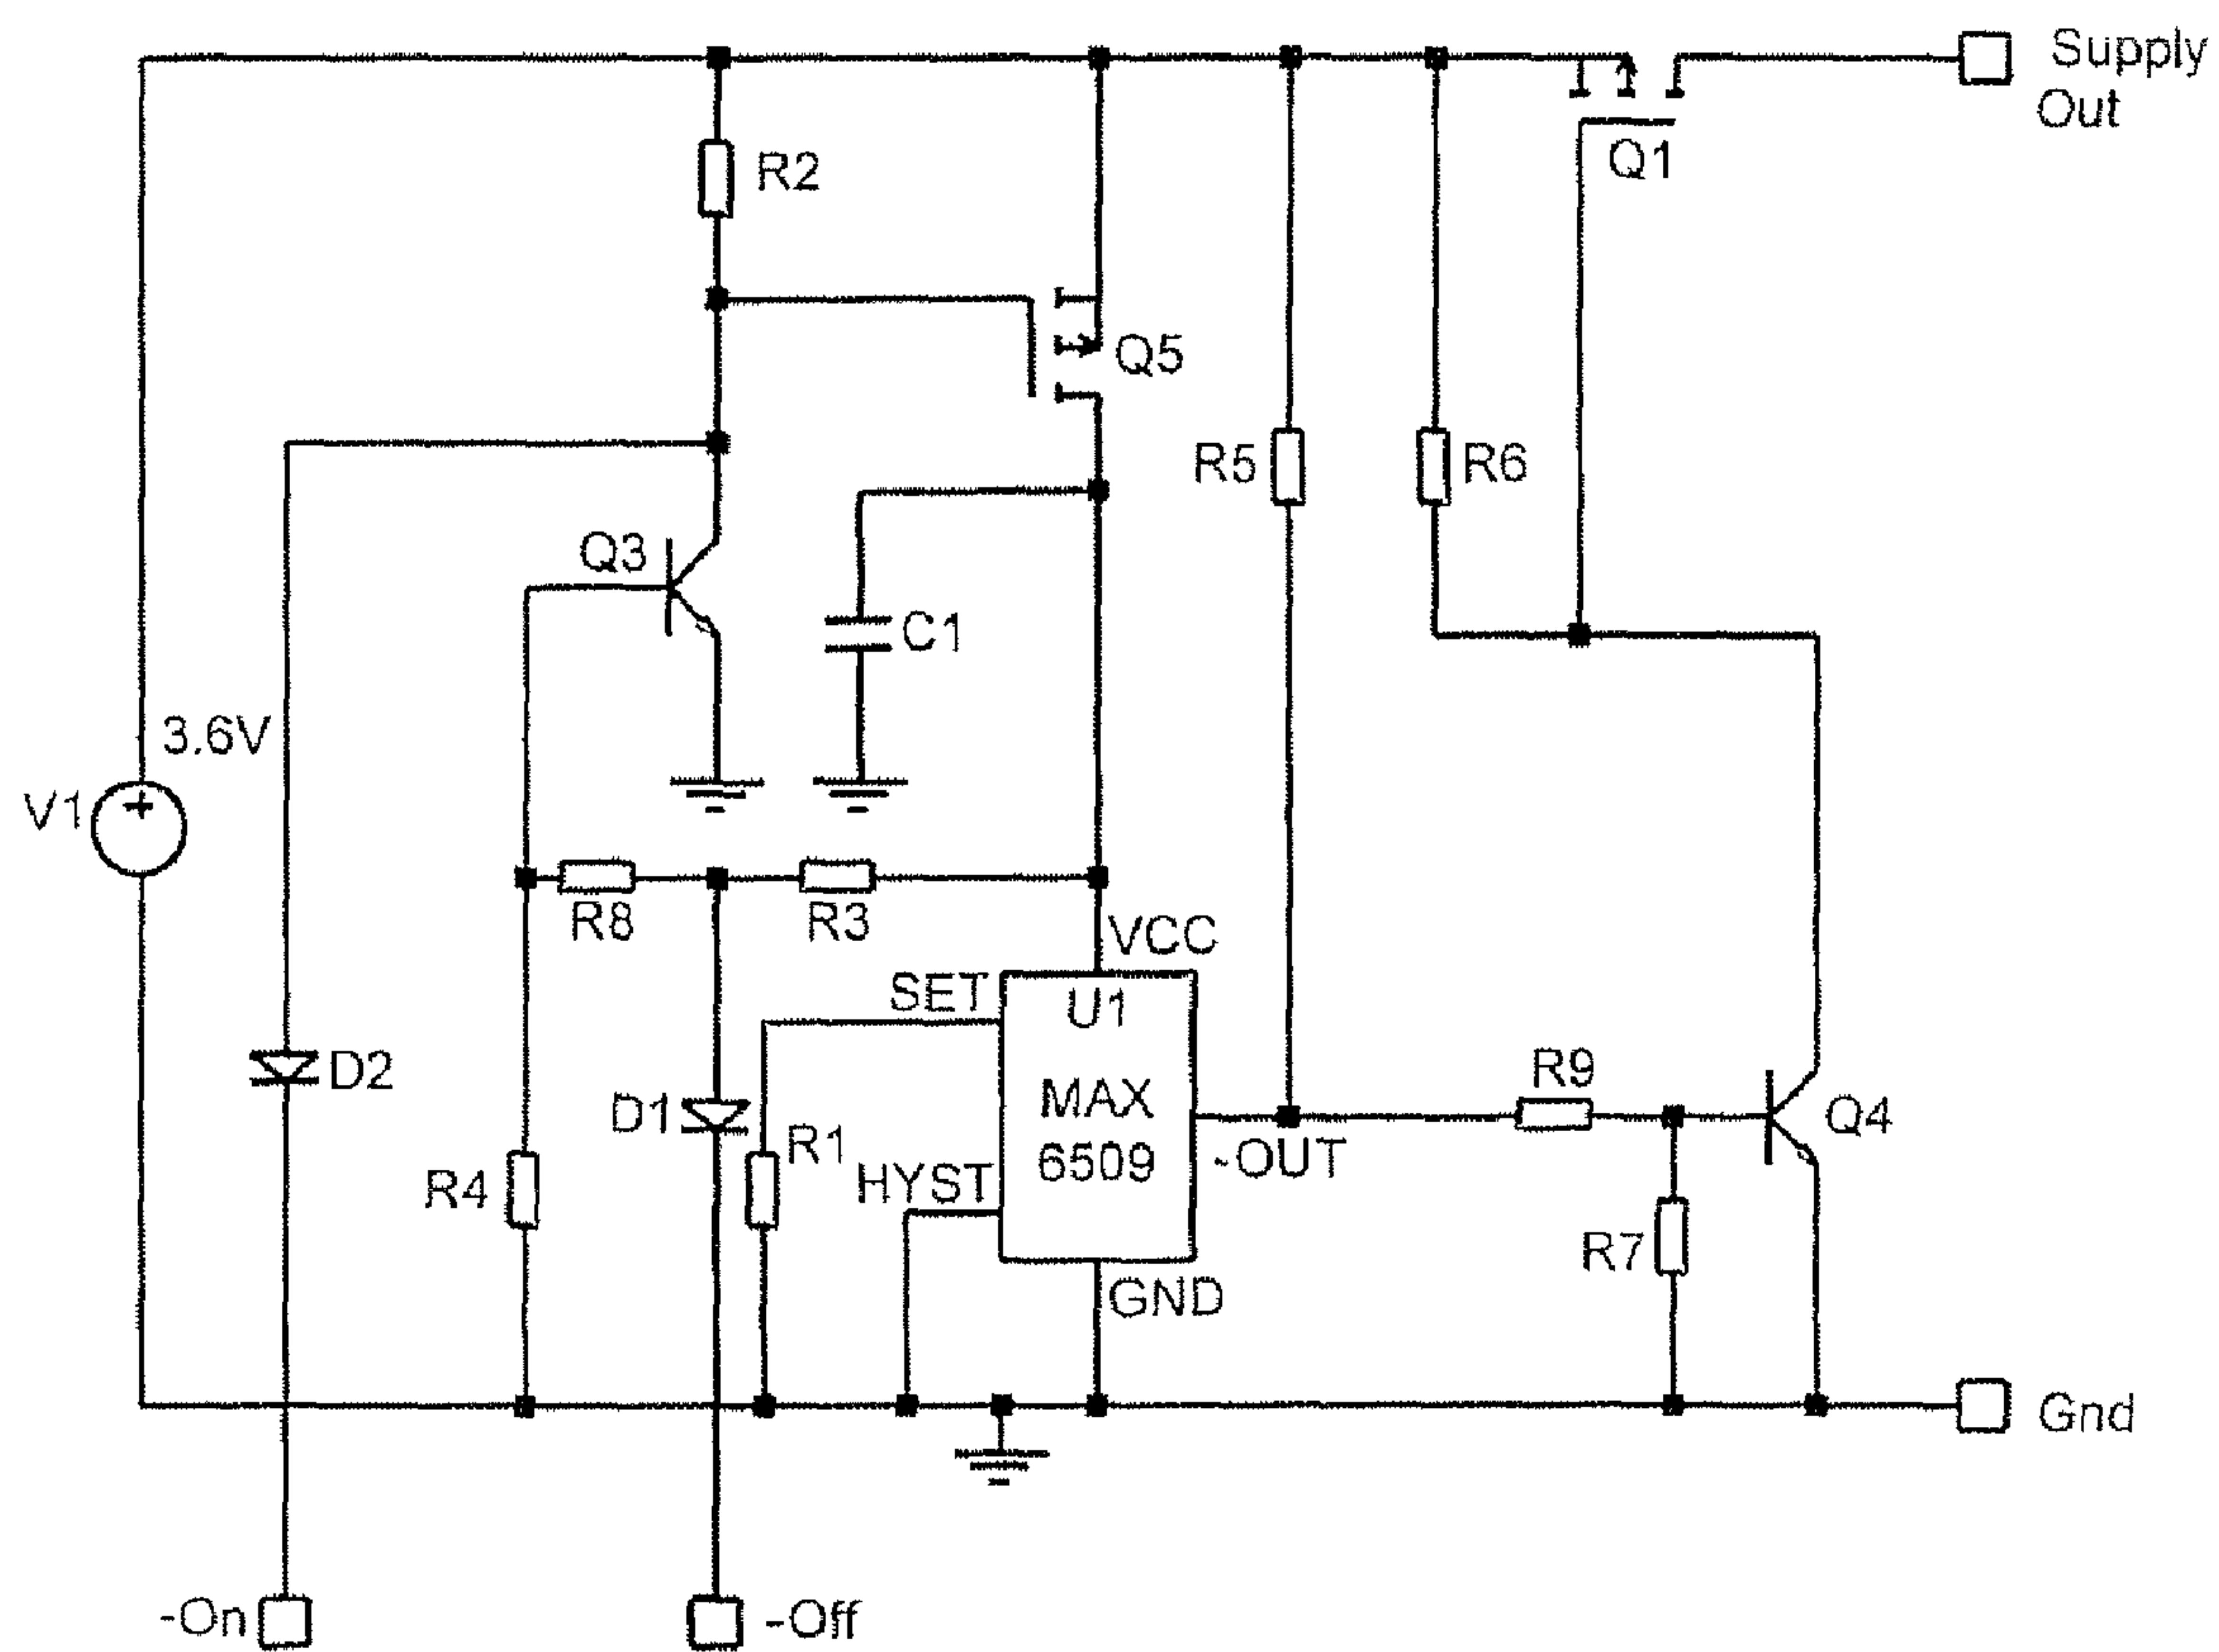 Supply
Out
R2
Q1
Q5
R5
R6
Q3
C1
3.6V
V1
+
R8
R3
VCC
SET
U1
D2
D1
R1
MAX
6509
R9
Q4
-OUT
R4
HYST
R7
GND
Gnd
-On
-Off